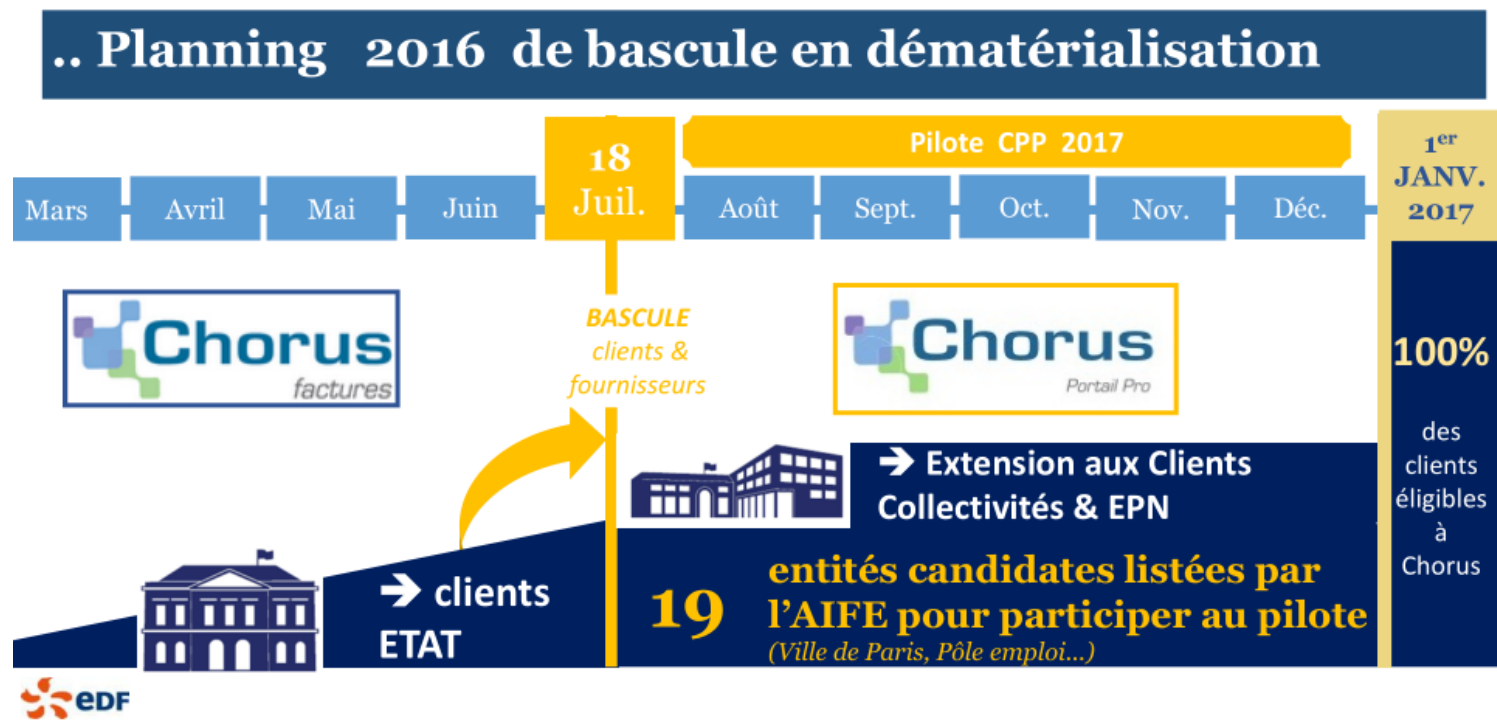 .. Planning 2016 de bascule en dématérialisation
Mars
Avril
Mai
Juin
18
Juil.
Pilote CPP 2017
Août
Sept.
Oct.
Nov.
Déc.
1er
JANV.
2017
Chorus
factures
BASCULE
clients &
fournisseurs
Chorus
Portail Pro
100%
des
clients
éligibles
à
Chorus
➔ Extension aux Clients
Collectivités & EPN
➔ clients
ETAT
19
entités candidates listées par
l'AIFE pour participer au pilote
(Ville de Paris, Pôle emploi...)
eDF